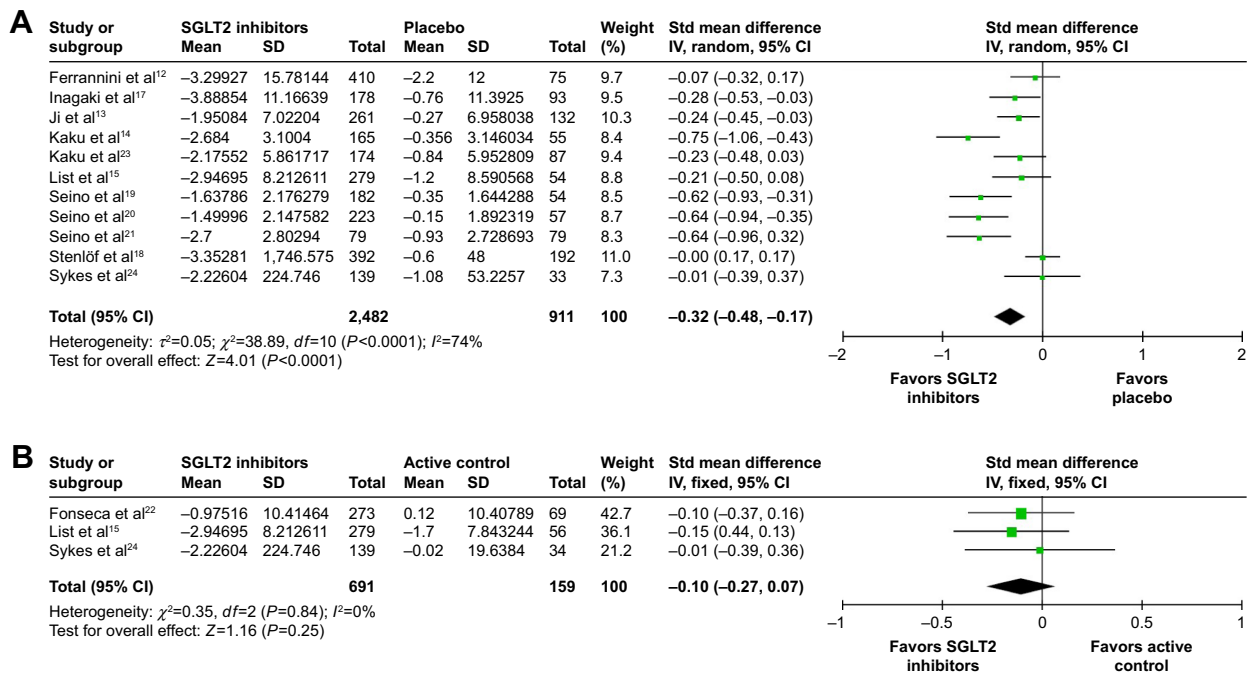 A
Study or subgroup SGLT2 inhibitors Placebo Weight (%) Std mean difference IV, random, 95% CI Std mean difference IV, random, 95% CI
Mean SD Total Mean SD Total
Ferrannini et al¹² –3.29927 15.78144 410 –2.2 12 75 9.7 –0.07 (–0.32, 0.17)
Inagaki et al¹⁷ –3.88854 11.16639 178 –0.76 11.3925 93 9.5 –0.28 (–0.53, –0.03)
Ji et al¹³ –1.95084 7.02204 261 –0.27 6.958038 132 10.3 –0.24 (–0.45, –0.03)
Kaku et al¹⁴ –2.684 3.1004 165 –0.356 3.146034 55 8.4 –0.75 (–1.06, –0.43)
Kaku et al²³ –2.17552 5.861717 174 –0.84 5.952809 87 9.4 –0.23 (–0.48, 0.03)
List et al¹⁵ –2.94695 8.212611 279 –1.2 8.590568 54 8.8 –0.21 (–0.50, 0.08)
Seino et al¹⁹ –1.63786 2.176279 182 –0.35 1.644288 54 8.5 –0.62 (–0.93, –0.31)
Seino et al²⁰ –1.49996 2.147582 223 –0.15 1.892319 57 8.7 –0.64 (–0.94, –0.35)
Seino et al²¹ –2.7 2.80294 79 –0.93 2.728693 79 8.3 –0.64 (–0.96, 0.32)
Stenlöf et al¹⁸ –3.35281 1,746.575 392 –0.6 48 192 11.0 –0.00 (0.17, 0.17)
Sykes et al²⁴ –2.22604 224.746 139 –1.08 53.2257 33 7.3 –0.01 (–0.39, 0.37)
Total (95% CI) 2,482 911 100 –0.32 (–0.48, –0.17)
Heterogeneity: τ²=0.05; χ²=38.89, df=10 (P<0.0001); I²=74%
Test for overall effect: Z=4.01 (P<0.0001)
–2 –1 0 1 2
Favors SGLT2 inhibitors Favors placebo
B
Study or subgroup SGLT2 inhibitors Active control Weight (%) Std mean difference IV, fixed, 95% CI Std mean difference IV, fixed, 95% CI
Mean SD Total Mean SD Total
Fonseca et al²² –0.97516 10.41464 273 0.12 10.40789 69 42.7 –0.10 (–0.37, 0.16)
List et al¹⁵ –2.94695 8.212611 279 –1.7 7.843244 56 36.1 –0.15 (0.44, 0.13)
Sykes et al²⁴ –2.22604 224.746 139 –0.02 19.6384 34 21.2 –0.01 (–0.39, 0.36)
Total (95% CI) 691 159 100 –0.10 (–0.27, 0.07)
Heterogeneity: χ²=0.35, df=2 (P=0.84); I²=0%
Test for overall effect: Z=1.16 (P=0.25)
–1 –0.5 0 0.5 1
Favors SGLT2 inhibitors Favors active control